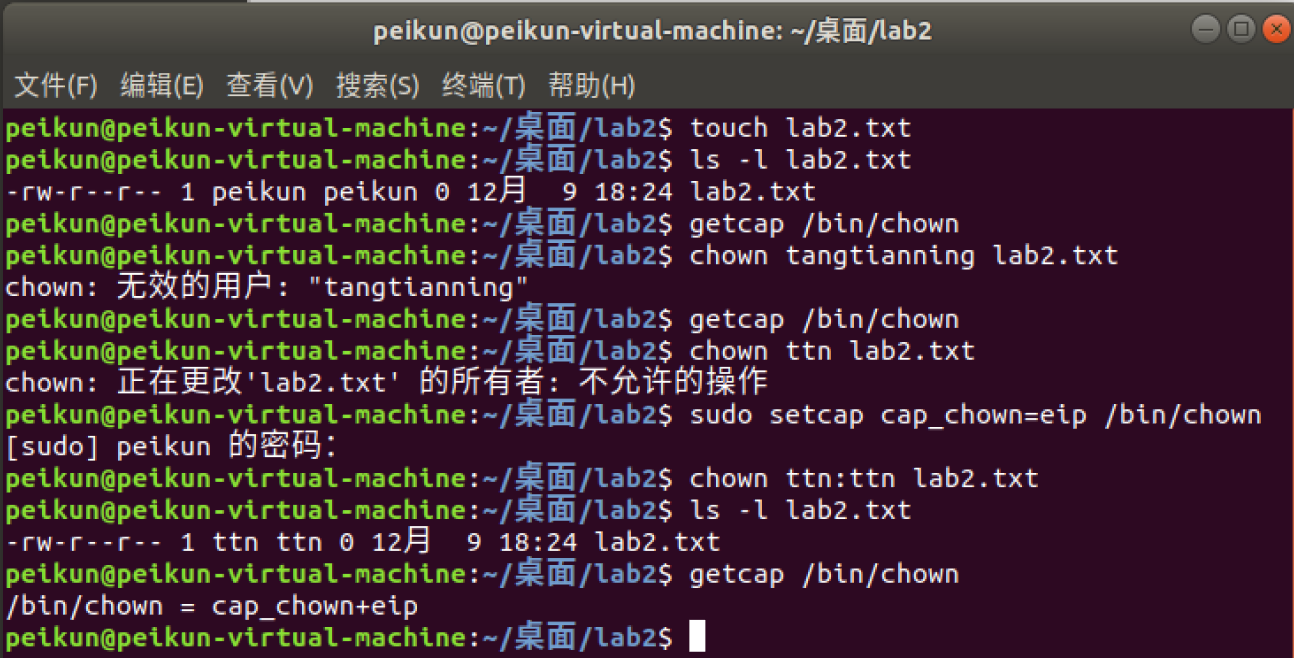 peikun@peikun-virtual-machine: ~/桌面/lab2
文件(F) 编辑(E) 查看(V) 搜索(S) 终端(T) 帮助(H)
peikun@peikun-virtual-machine:~/桌面/lab2$ touch lab2.txt
peikun@peikun-virtual-machine:~/桌面/lab2$ ls -l lab2.txt
-rw-r--r-- 1 peikun peikun 0 12月  9 18:24 lab2.txt
peikun@peikun-virtual-machine:~/桌面/lab2$ getcap /bin/chown
peikun@peikun-virtual-machine:~/桌面/lab2$ chown tangtianning lab2.txt
chown: 无效的用户: "tangtianning"
peikun@peikun-virtual-machine:~/桌面/lab2$ getcap /bin/chown
peikun@peikun-virtual-machine:~/桌面/lab2$ chown ttn lab2.txt
chown: 正在更改'lab2.txt' 的所有者: 不允许的操作
peikun@peikun-virtual-machine:~/桌面/lab2$ sudo setcap cap_chown=eip /bin/chown
[sudo] peikun 的密码:
peikun@peikun-virtual-machine:~/桌面/lab2$ chown ttn:ttn lab2.txt
peikun@peikun-virtual-machine:~/桌面/lab2$ ls -l lab2.txt
-rw-r--r-- 1 ttn ttn 0 12月  9 18:24 lab2.txt
peikun@peikun-virtual-machine:~/桌面/lab2$ getcap /bin/chown
/bin/chown = cap_chown+eip
peikun@peikun-virtual-machine:~/桌面/lab2$